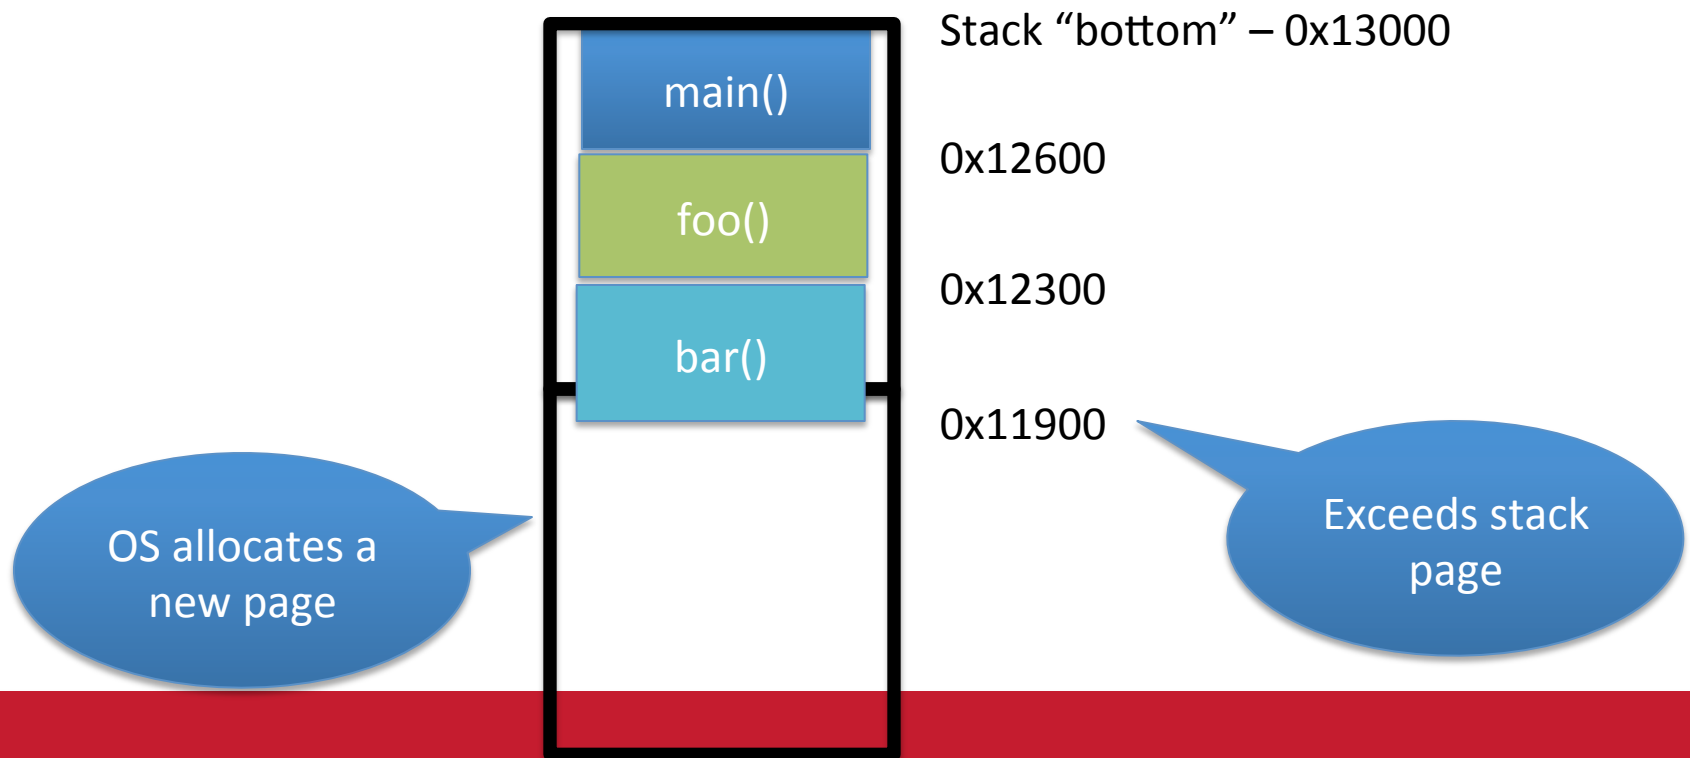 Stack “bottom” – 0x13000
main()
0x12600
foo()
0x12300
bar()
0x11900
Exceeds stack
page
OS allocates a
new page